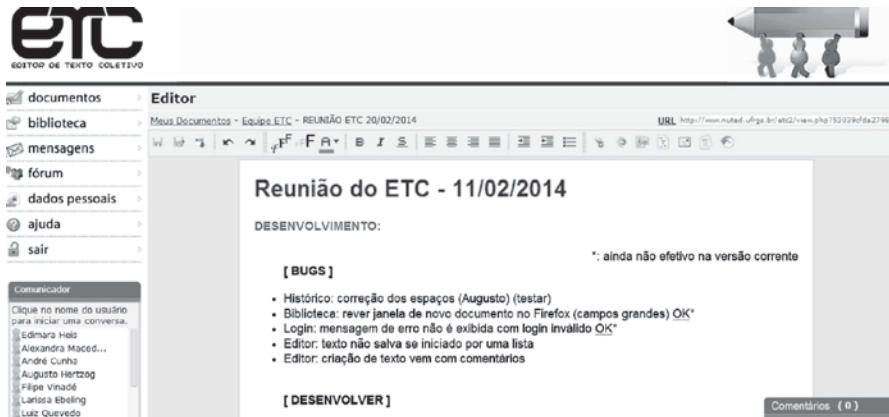 ETC
EDITOR DE TEXTO COLETIVO
documentos
biblioteca
mensagens
fórum
dados pessoais
ajuda
sair
Comunicador
Clique no nome do usuário
para iniciar uma conversa.
Edimara Heis
Alexandra Maced...
André Cunha
Augusto Hertzog
Filipe Vinadé
Larissa Ebeling
Luiz Quevedo
Editor
Meus Documentos - Equipe ETC - REUNIÃO ETC 20/02/2014
URL
Reunião do ETC - 11/02/2014
DESENVOLVIMENTO:
*: ainda não efetivo na versão corrente
[ BUGS ]
• Histórico: correção dos espaços (Augusto) (testar)
• Biblioteca: rever janela de novo documento no Firefox (campos grandes) OK*
• Login: mensagem de erro não é exibida com login inválido OK*
• Editor: texto não salva se iniciado por uma lista
• Editor: criação de texto vem com comentários
[ DESENVOLVER ]
Comentários ( 0 )